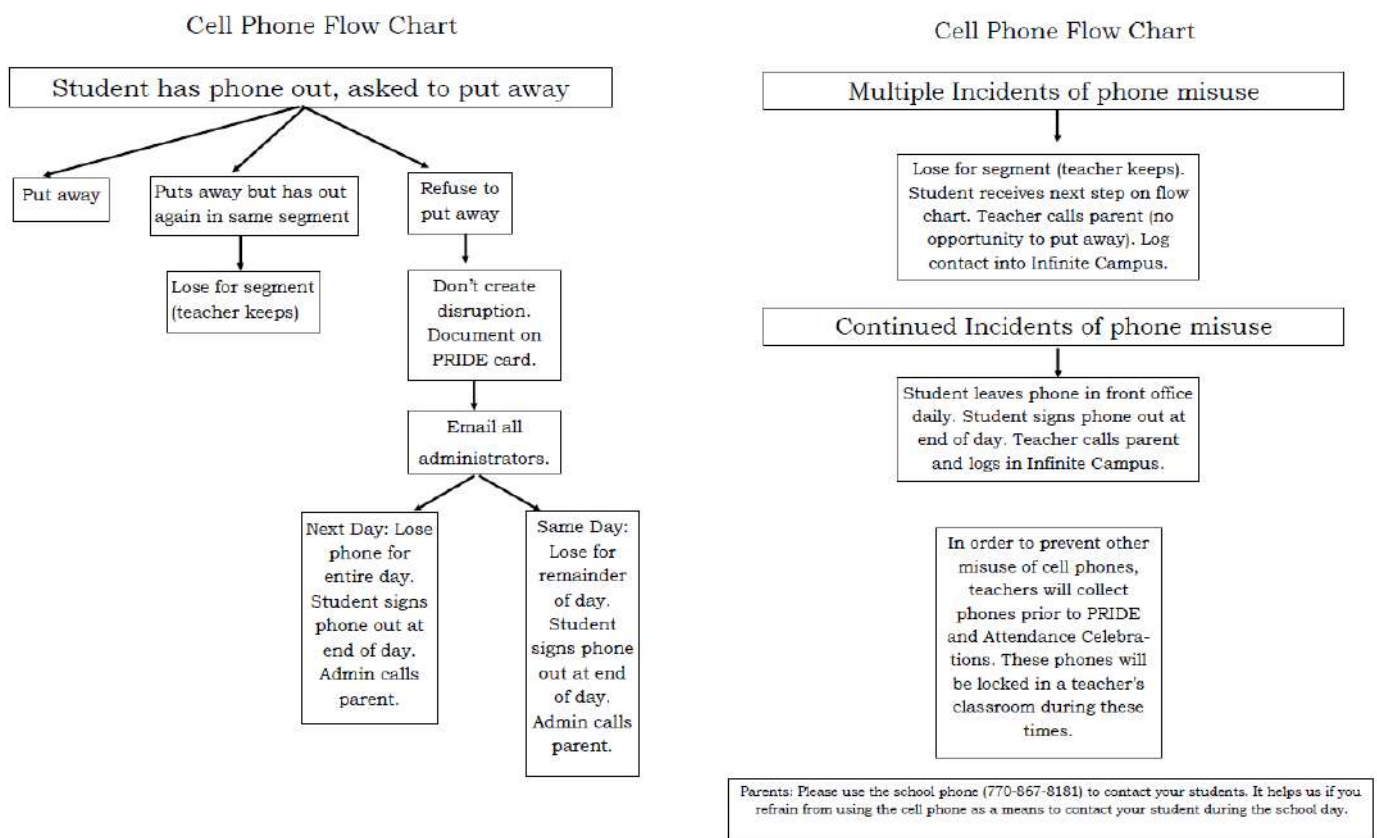 Cell Phone Flow Chart
Student has phone out, asked to put away
Put away
Puts away but has out
again in same segment
Refuse to
put away
Lose for segment
(teacher keeps)
Don't create
disruption.
Document on
PRIDE card.
Email all
administrators.
Next Day: Lose
phone for
entire day.
Student signs
phone out at
end of day.
Admin calls
parent.
Same Day:
Lose for
remainder
of day.
Student
signs phone
out at end
of day.
Admin calls
parent.
Cell Phone Flow Chart
Multiple Incidents of phone misuse
Lose for segment (teacher keeps).
Student receives next step on flow
chart. Teacher calls parent (no
opportunity to put away). Log
contact into Infinite Campus.
Continued Incidents of phone misuse
Student leaves phone in front office
daily. Student signs phone out at
end of day. Teacher calls parent
and logs in Infinite Campus.
In order to prevent other
misuse of cell phones,
teachers will collect
phones prior to PRIDE
and Attendance Celebra-
tions. These phones will
be locked in a teacher's
classroom during these
times.
Parents: Please use the school phone (770-867-8181) to contact your students. It helps us if you
refrain from using the cell phone as a means to contact your student during the school day.